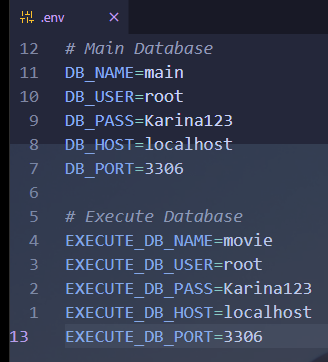 .env
12 # Main Database
11 DB_NAME=main
10 DB_USER=root
9 DB_PASS=Karina123
8 DB_HOST=localhost
7 DB_PORT=3306
6
5 # Execute Database
4 EXECUTE_DB_NAME=movie
3 EXECUTE_DB_USER=root
2 EXECUTE_DB_PASS=Karina123
1 EXECUTE_DB_HOST=localhost
13 EXECUTE_DB_PORT=3306